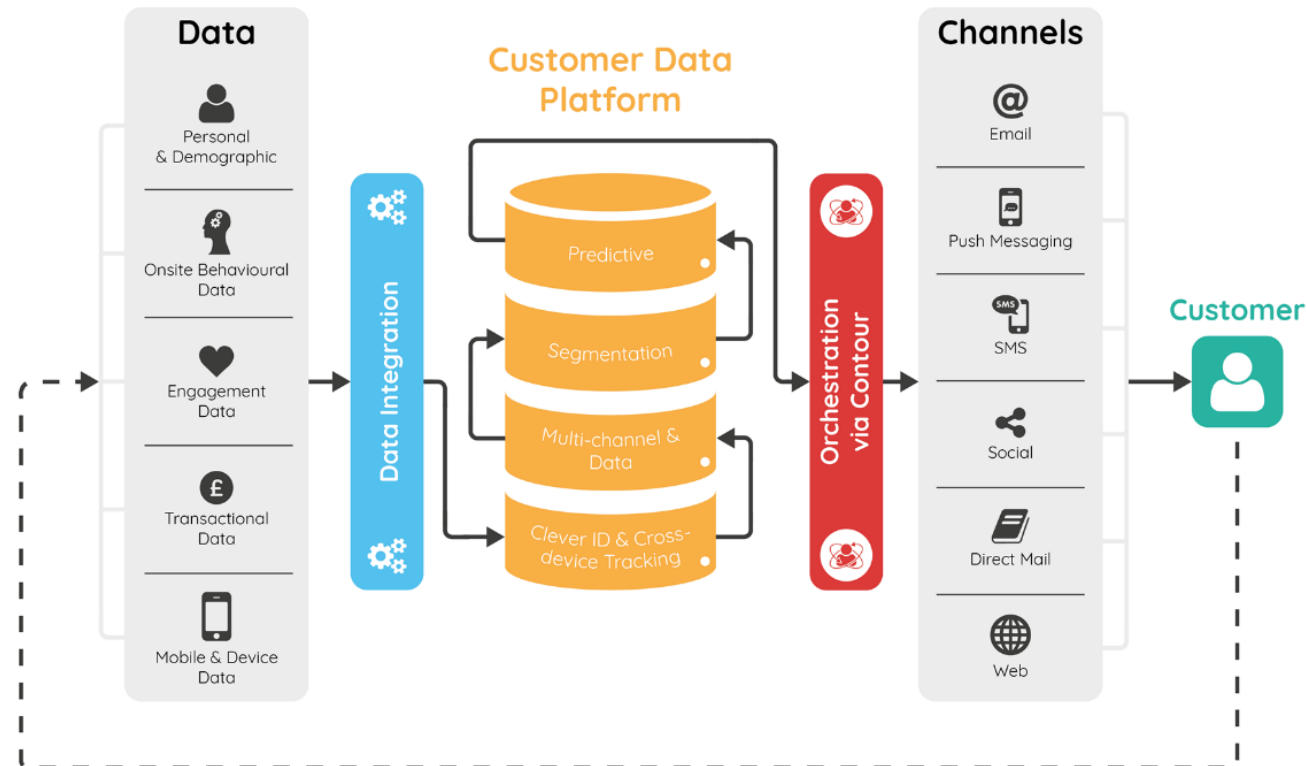 Data
Personal
& Demographic
Onsite Behavioural
Data
Engagement
Data
£
Transactional
Data
Mobile & Device
Data
Data Integration
Customer Data
Platform
Predictive
Segmentation
Multi-channel &
Data
Clever ID & Cross-
device Tracking
Orchestration
via Contour
Channels
@
Email
Push Messaging
SMS
SMS
Social
Direct Mail
Web
Customer